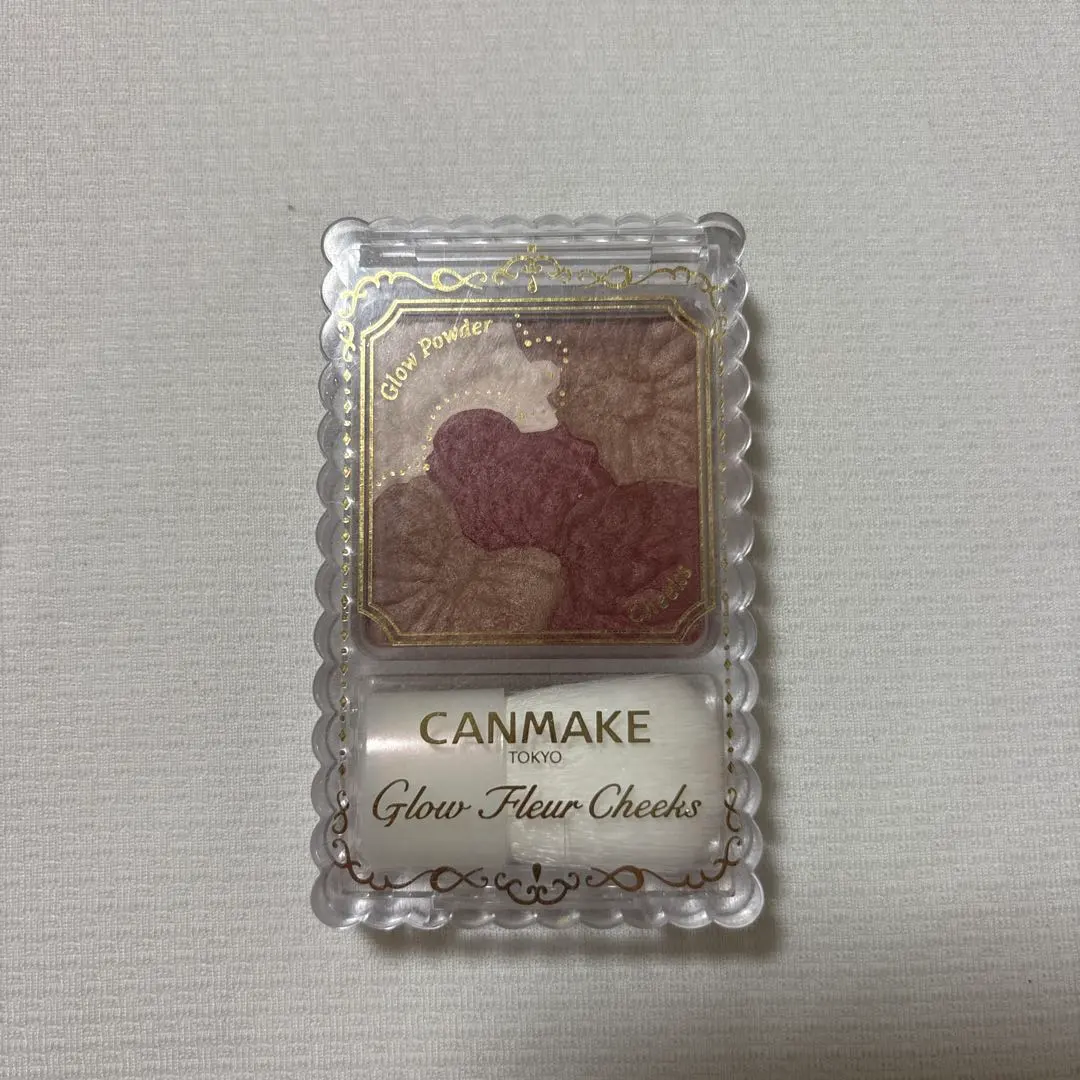 Glow Powder
Cheeks
CANMAKE
TOKYO
Glow Fleur Cheeks